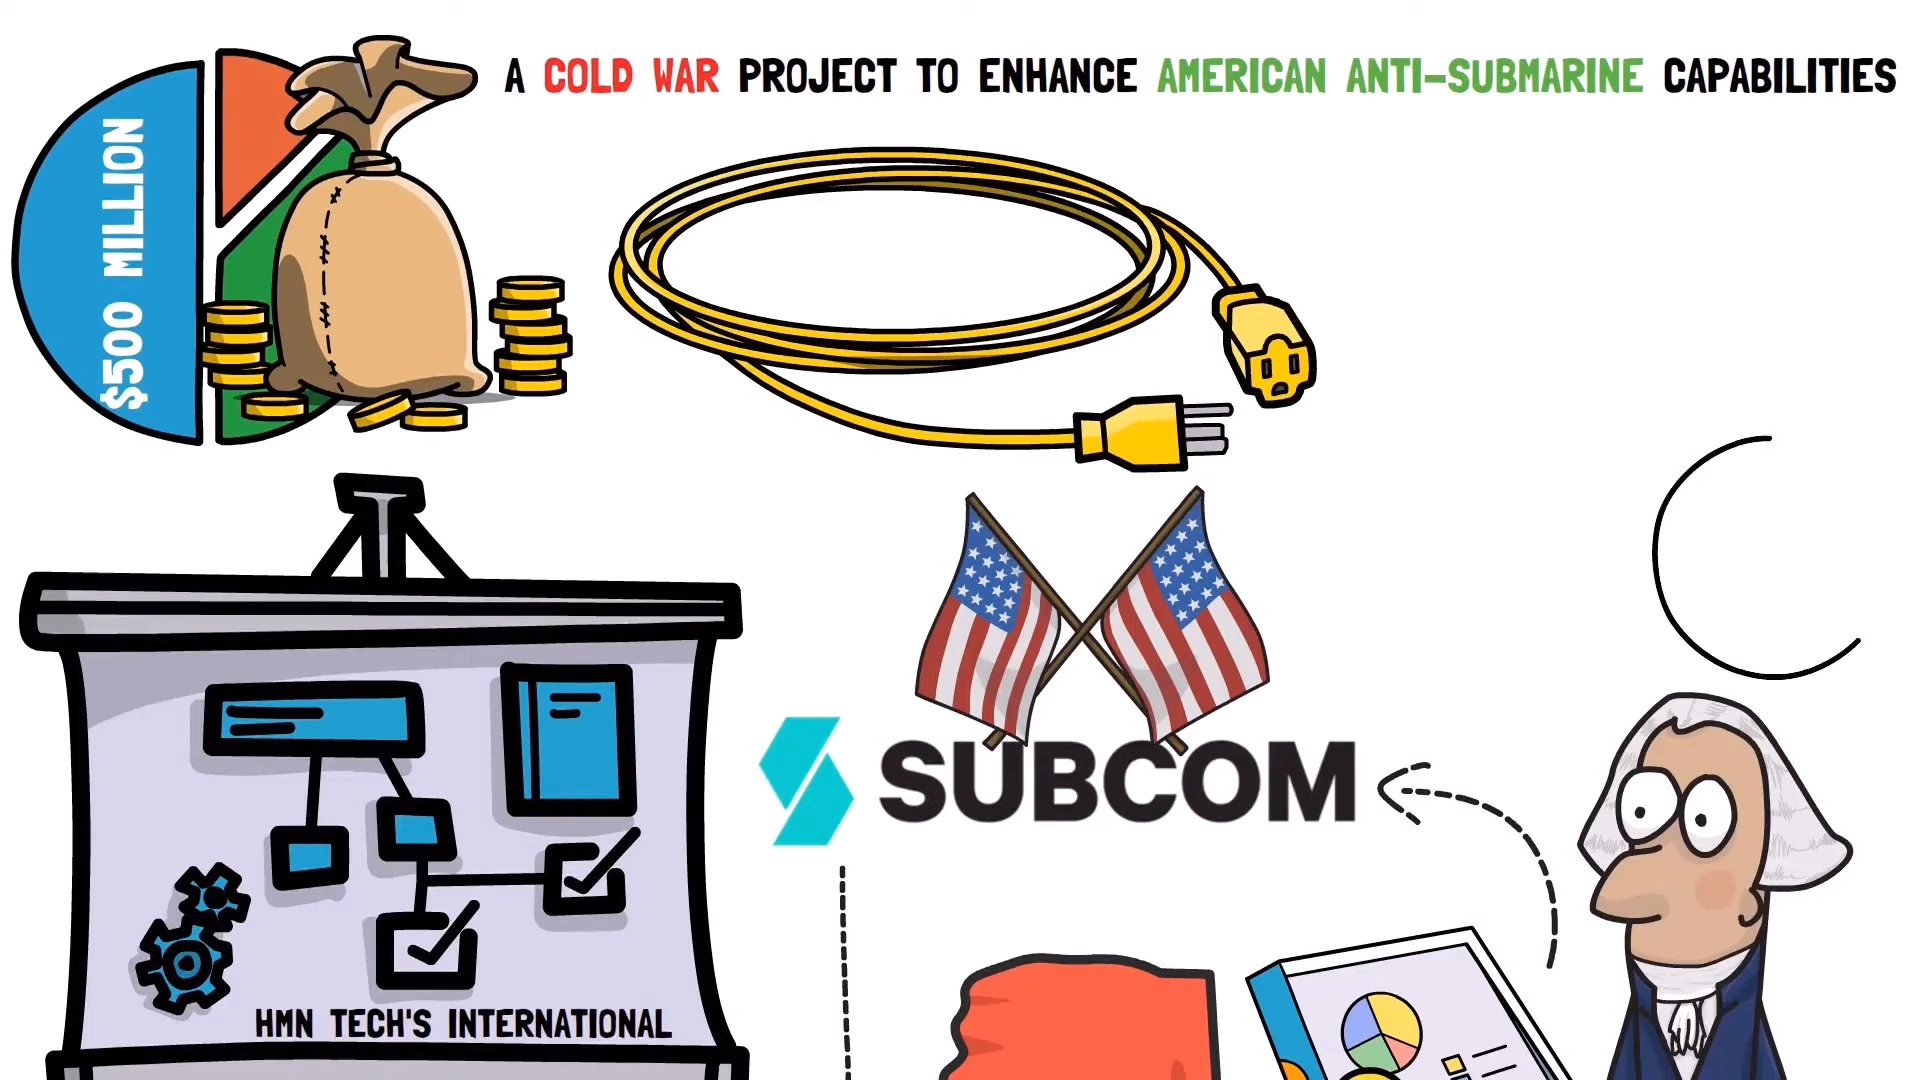 A COLD WAR PROJECT TO ENHANCE AMERICAN ANTI-SUBMARINE CAPABILITIES
$500 MILLION
SUBCOM
HMN TECH'S INTERNATIONAL